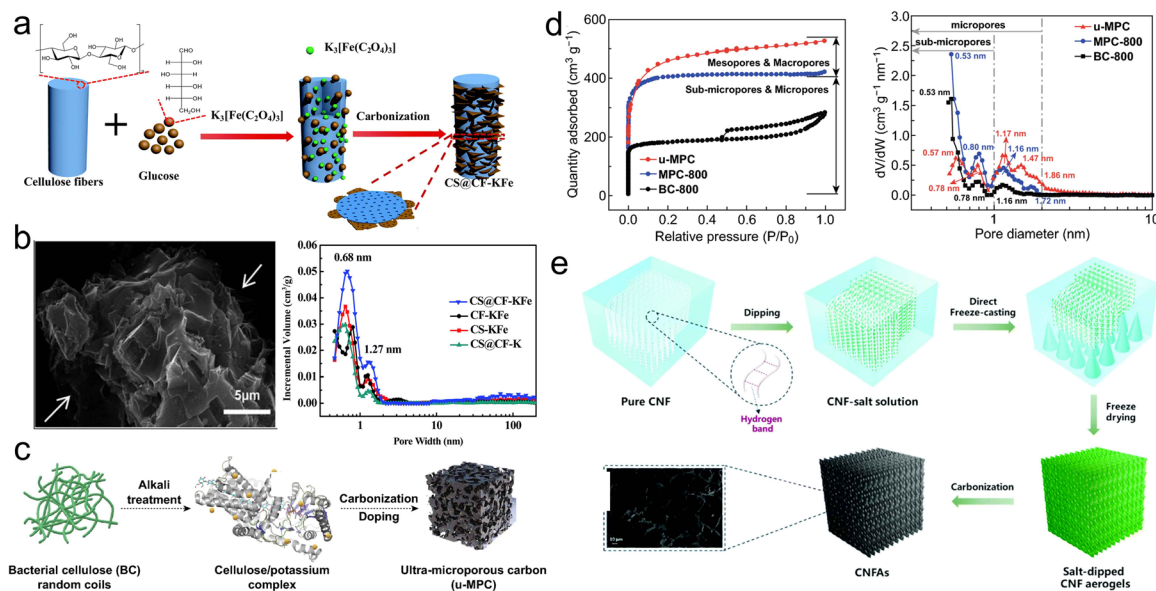 a
K₃[Fe(C₂O₄)₃]
K₃[Fe(C₂O₄)₃]
Carbonization
Cellulose fibers
Glucose
CS@CF-KFe
b
5μm
Incremental Volume (cm³/g)
0.06
0.05
0.04
0.03
0.02
0.01
0.00
0.68 nm
1.27 nm
CS@CF-KFe
CF-KFe
CS-KFe
CS@CF-K
1
10
100
Pore Width (nm)
c
Alkali
treatment
Carbonization
Doping
Bacterial cellulose (BC)
random coils
Cellulose/potassium
complex
Ultra-microporous carbon
(u-MPC)
d
Quantity adsorbed (cm³ g⁻¹)
600
400
200
0
Mesopores & Macropores
Sub-micropores & Micropores
u-MPC
MPC-800
BC-800
0.0
0.2
0.4
0.6
0.8
1.0
Relative pressure (P/P₀)
dV/dW (cm³ g⁻¹ nm⁻¹)
3.0
2.5
2.0
1.5
1.0
0.5
0.0
micropores
sub-micropores
u-MPC
MPC-800
BC-800
0.53 nm
0.53 nm
0.57 nm
0.80 nm
1.17 nm
1.16 nm
1.47 nm
1.86 nm
0.78 nm
0.78 nm
1.16 nm
1.72 nm
1
10
Pore diameter (nm)
e
Dipping
Direct
Freeze-casting
Pure CNF
Hydrogen
band
CNF-salt solution
Freeze
drying
Carbonization
CNFAs
Salt-dipped
CNF aerogels